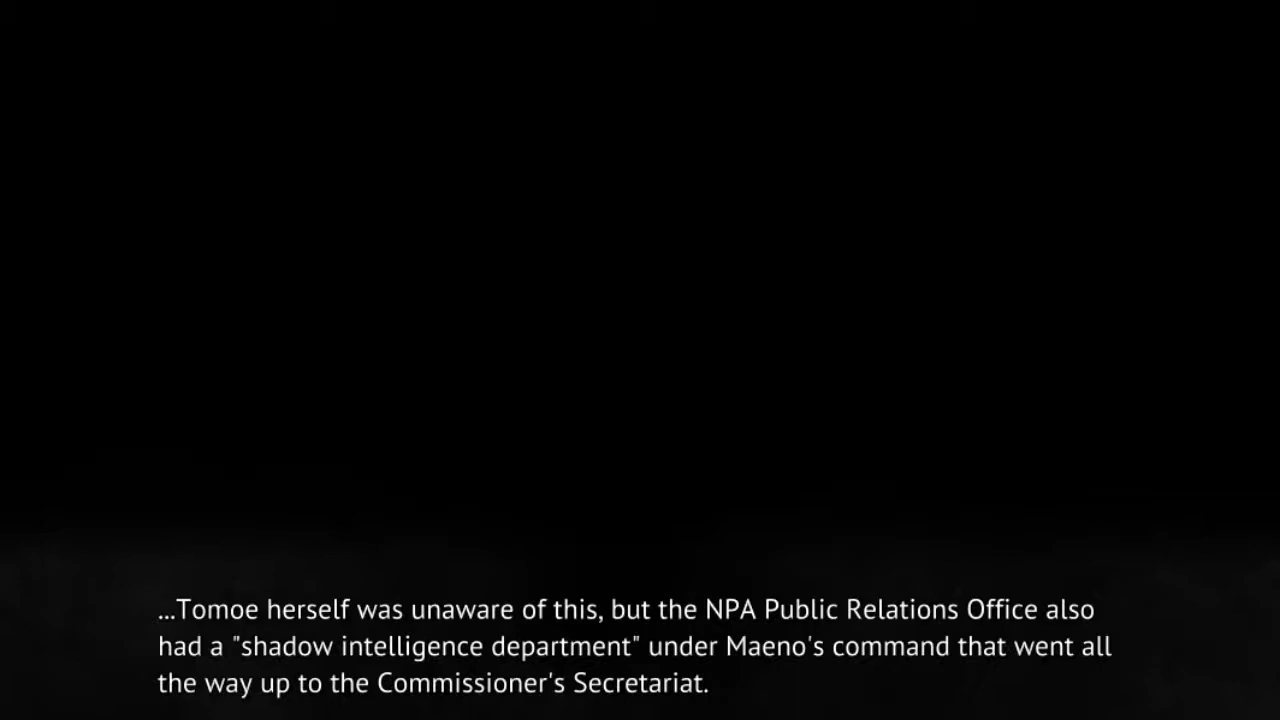 ...Tomoe herself was unaware of this, but the NPA Public Relations Office also
had a "shadow intelligence department" under Maeno's command that went all
the way up to the Commissioner's Secretariat.